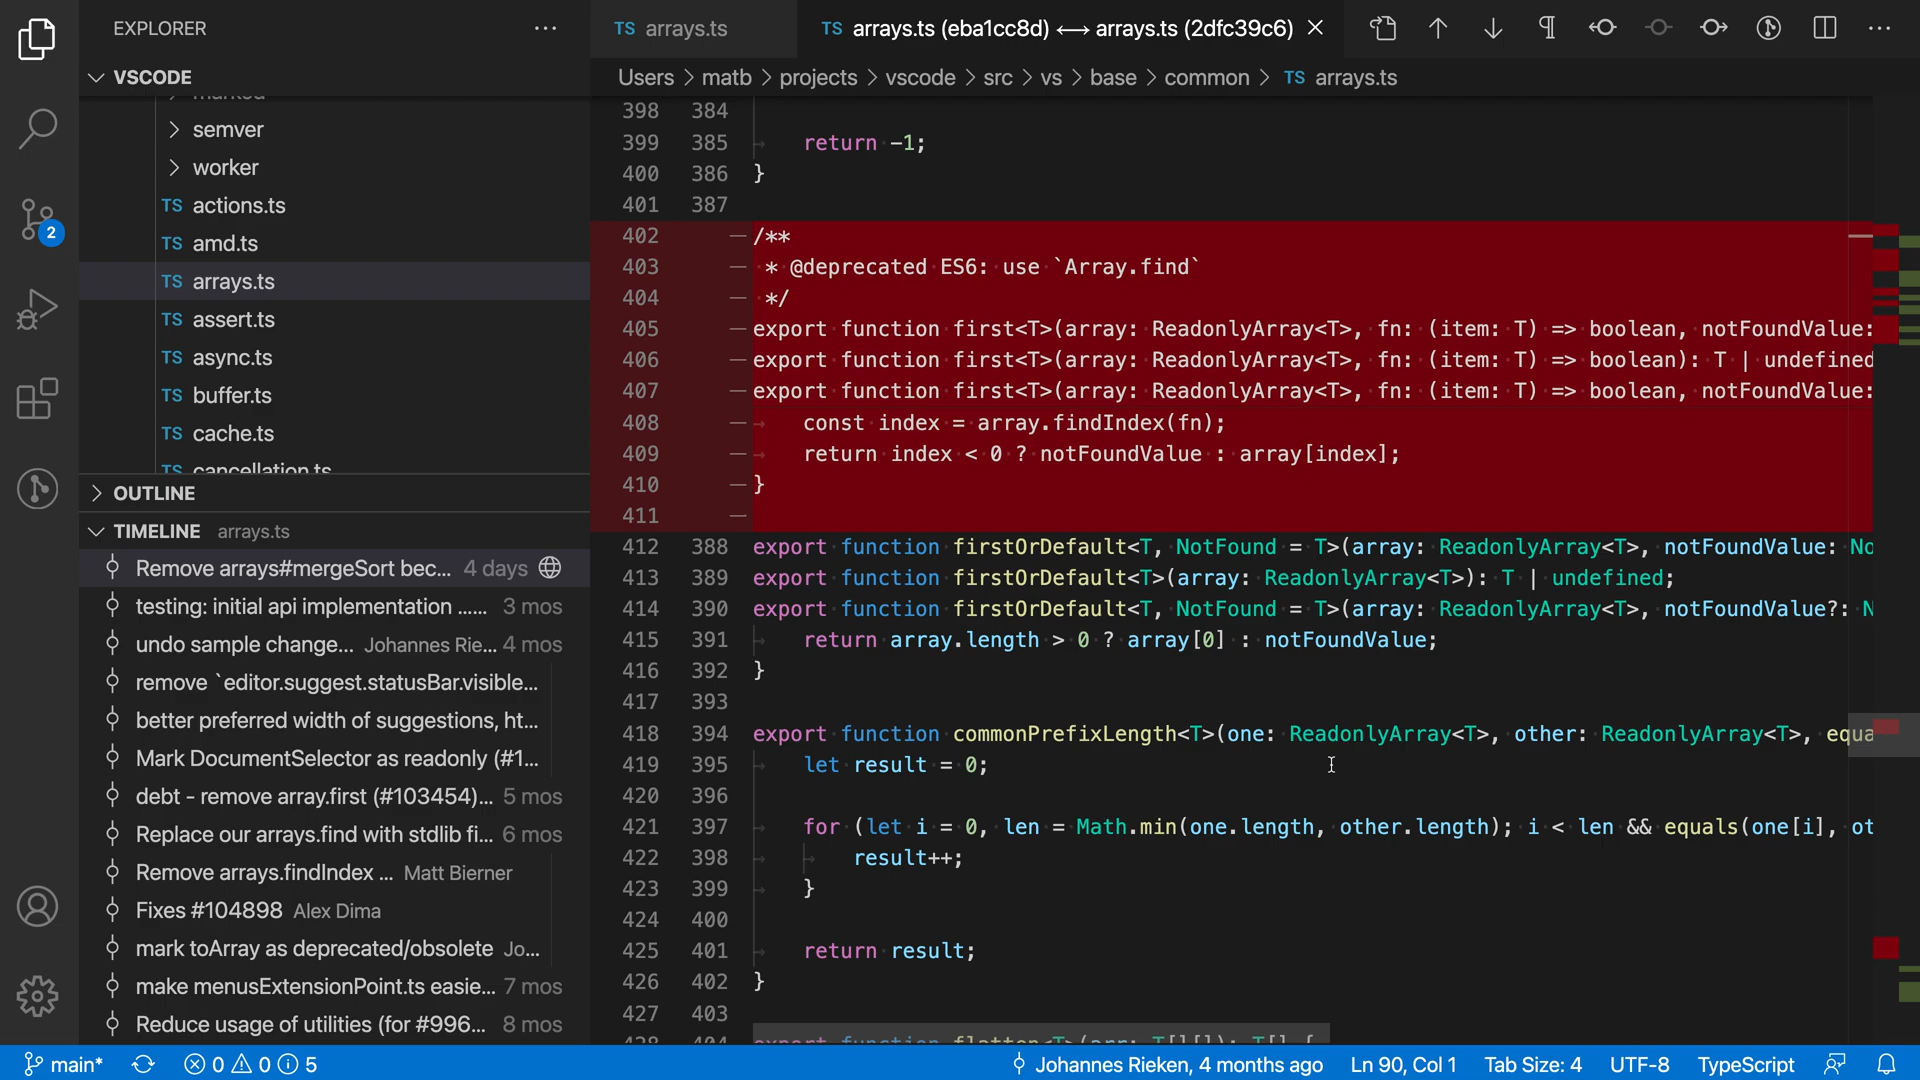 EXPLORER
VSCODE
marked
semver
worker
TS actions.ts
TS amd.ts
TS arrays.ts
TS assert.ts
TS async.ts
TS buffer.ts
TS cache.ts
TS cancellation.ts
OUTLINE
TIMELINE arrays.ts
Remove arrays#mergeSort bec... 4 days
testing: initial api implementation ...... 3 mos
undo sample change... Johannes Rie... 4 mos
remove `editor.suggest.statusBar.visible...
better preferred width of suggestions, ht...
Mark DocumentSelector as readonly (#1...
debt - remove array.first (#103454)... 5 mos
Replace our arrays.find with stdlib fi... 6 mos
Remove arrays.findIndex ... Matt Bierner
Fixes #104898 Alex Dima
mark toArray as deprecated/obsolete Jo...
make menusExtensionPoint.ts easie... 7 mos
Reduce usage of utilities (for #996... 8 mos
2
TS arrays.ts
TS arrays.ts (eba1cc8d) ⟷ arrays.ts (2dfc39c6)
Users > matb > projects > vscode > src > vs > base > common > TS arrays.ts
398 384
399 385 return -1;
400 386 }
401 387
402 — /**
403 — * @deprecated ES6: use `Array.find`
404 — */
405 — export function first<T>(array: ReadonlyArray<T>, fn: (item: T) => boolean, notFoundValue:
406 — export function first<T>(array: ReadonlyArray<T>, fn: (item: T) => boolean): T | undefined
407 — export function first<T>(array: ReadonlyArray<T>, fn: (item: T) => boolean, notFoundValue:
408 — const index = array.findIndex(fn);
409 — return index < 0 ? notFoundValue : array[index];
410 — }
411 —
412 388 export function firstOrDefault<T, NotFound = T>(array: ReadonlyArray<T>, notFoundValue: No
413 389 export function firstOrDefault<T>(array: ReadonlyArray<T>): T | undefined;
414 390 export function firstOrDefault<T, NotFound = T>(array: ReadonlyArray<T>, notFoundValue?: N
415 391 return array.length > 0 ? array[0] : notFoundValue;
416 392 }
417 393
418 394 export function commonPrefixLength<T>(one: ReadonlyArray<T>, other: ReadonlyArray<T>, equa
419 395 let result = 0;
420 396
421 397 for (let i = 0, len = Math.min(one.length, other.length); i < len && equals(one[i], ot
422 398 result++;
423 399 }
424 400
425 401 return result;
426 402 }
427 403
428 404 export function flatten<T>(arr: T[][]): T[] {
main* 0 0 5 Johannes Rieken, 4 months ago Ln 90, Col 1 Tab Size: 4 UTF-8 TypeScript